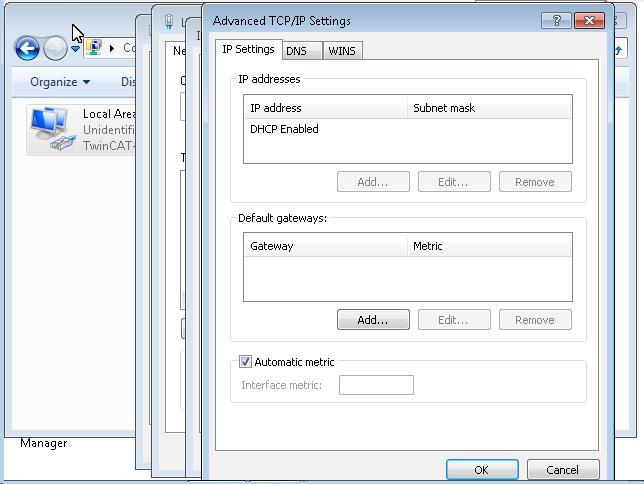 Advanced TCP/IP Settings
IP Settings
DNS
WINS
IP addresses
IP address
Subnet mask
DHCP Enabled
Add...
Edit...
Remove
Default gateways:
Gateway
Metric
Add...
Edit...
Remove
Automatic metric
Interface metric:
OK
Cancel
Organize
Local Area
Unidentifi
TwinCAT-
Manager